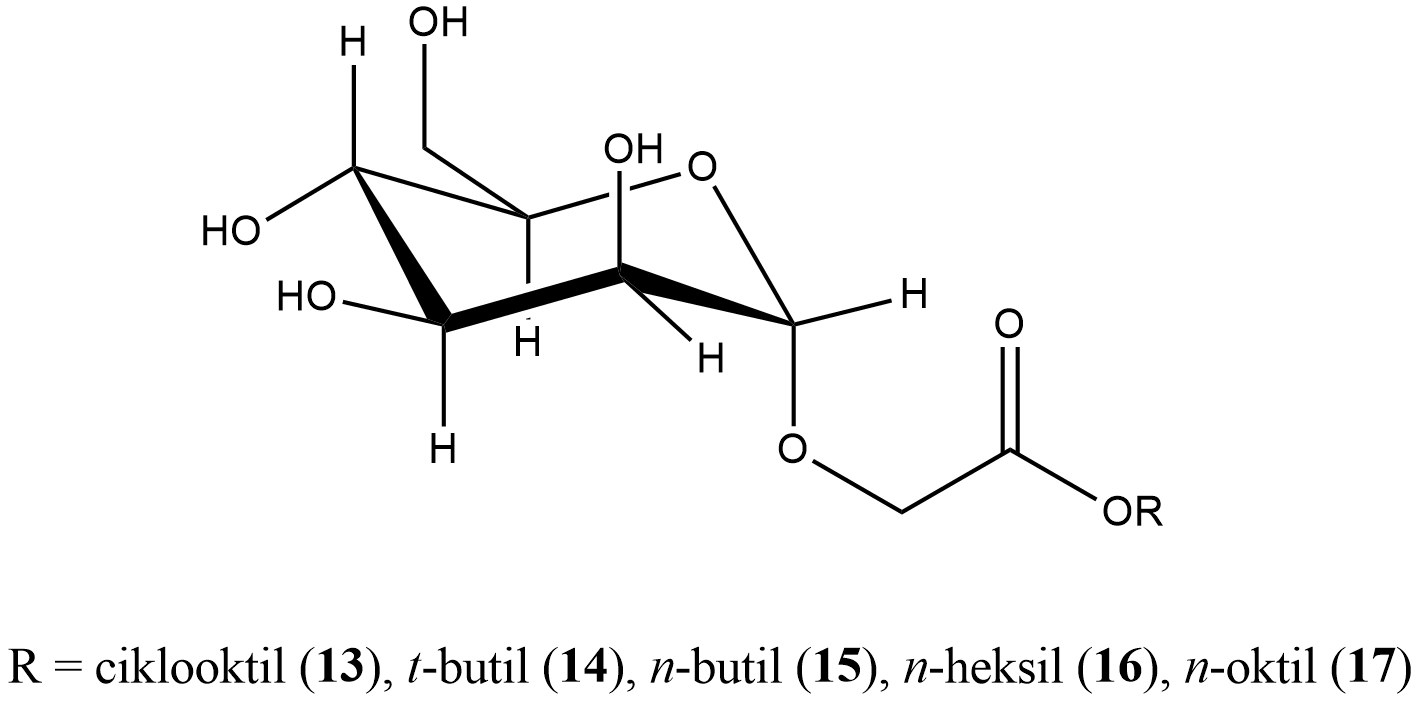 OH
H
OH
O
HO
HO
H
O
H
H
H
O
OR
R = ciklooktil (13), t-butil (14), n-butil (15), n-heksil (16), n-oktil (17)